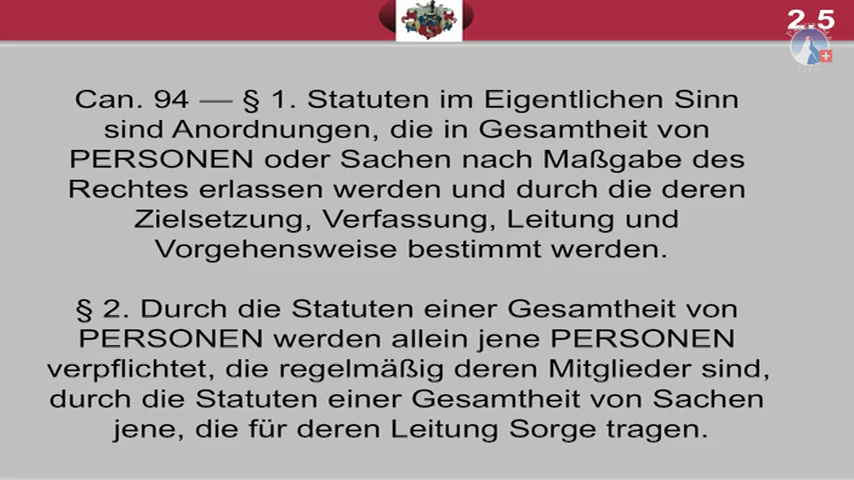 2.5
Can. 94 — § 1. Statuten im Eigentlichen Sinn
sind Anordnungen, die in Gesamtheit von
PERSONEN oder Sachen nach Maßgabe des
Rechtes erlassen werden und durch die deren
Zielsetzung, Verfassung, Leitung und
Vorgehensweise bestimmt werden.
§ 2. Durch die Statuten einer Gesamtheit von
PERSONEN werden allein jene PERSONEN
verpflichtet, die regelmäßig deren Mitglieder sind,
durch die Statuten einer Gesamtheit von Sachen
jene, die für deren Leitung Sorge tragen.